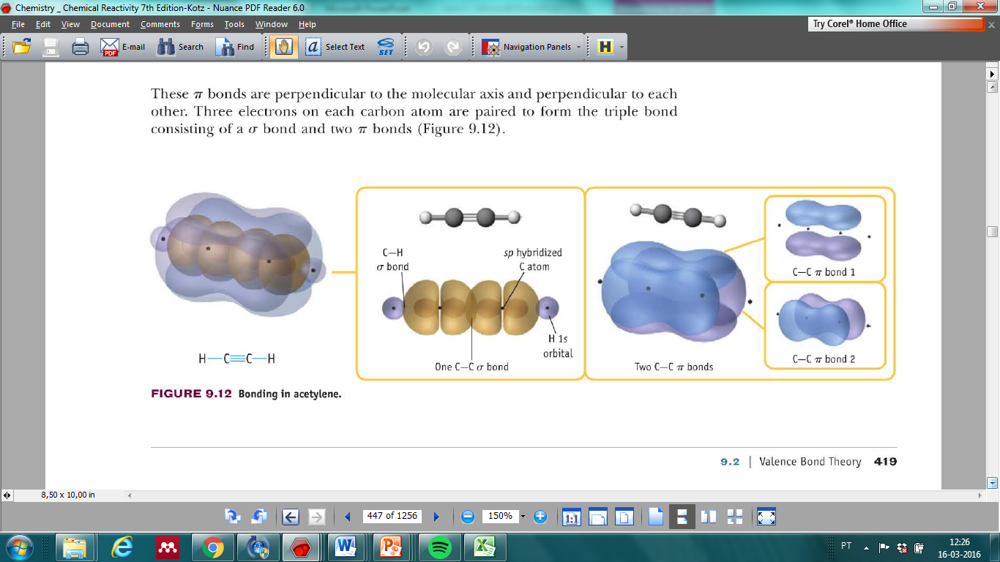 Chemistry _ Chemical Reactivity 7th Edition-Kotz - Nuance PDF Reader 6.0
File Edit View Document Comments Forms Tools Window Help
Try Corel® Home Office
PDF E-mail Search Find a Select Text SET Navigation Panels H
These π bonds are perpendicular to the molecular axis and perpendicular to each
other. Three electrons on each carbon atom are paired to form the triple bond
consisting of a σ bond and two π bonds (Figure 9.12).
H—C≡C—H
C—H
σ bond
sp hybridized
C atom
H 1s
orbital
One C—C σ bond
Two C—C π bonds
C—C π bond 1
C—C π bond 2
FIGURE 9.12 Bonding in acetylene.
9.2 | Valence Bond Theory 419
8,50 x 10,00 in
447 of 1256
150%
1:1
W P X
PT
12:26
16-03-2016